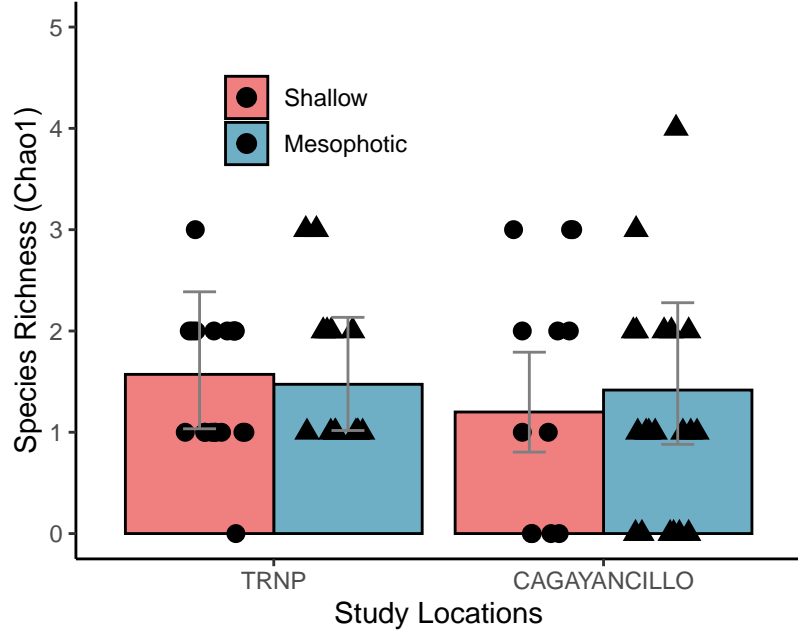 5
4
3
2
1
0
Species Richness (Chao1)
Shallow
Mesophotic
TRNP
CAGAYANCILLO
Study Locations